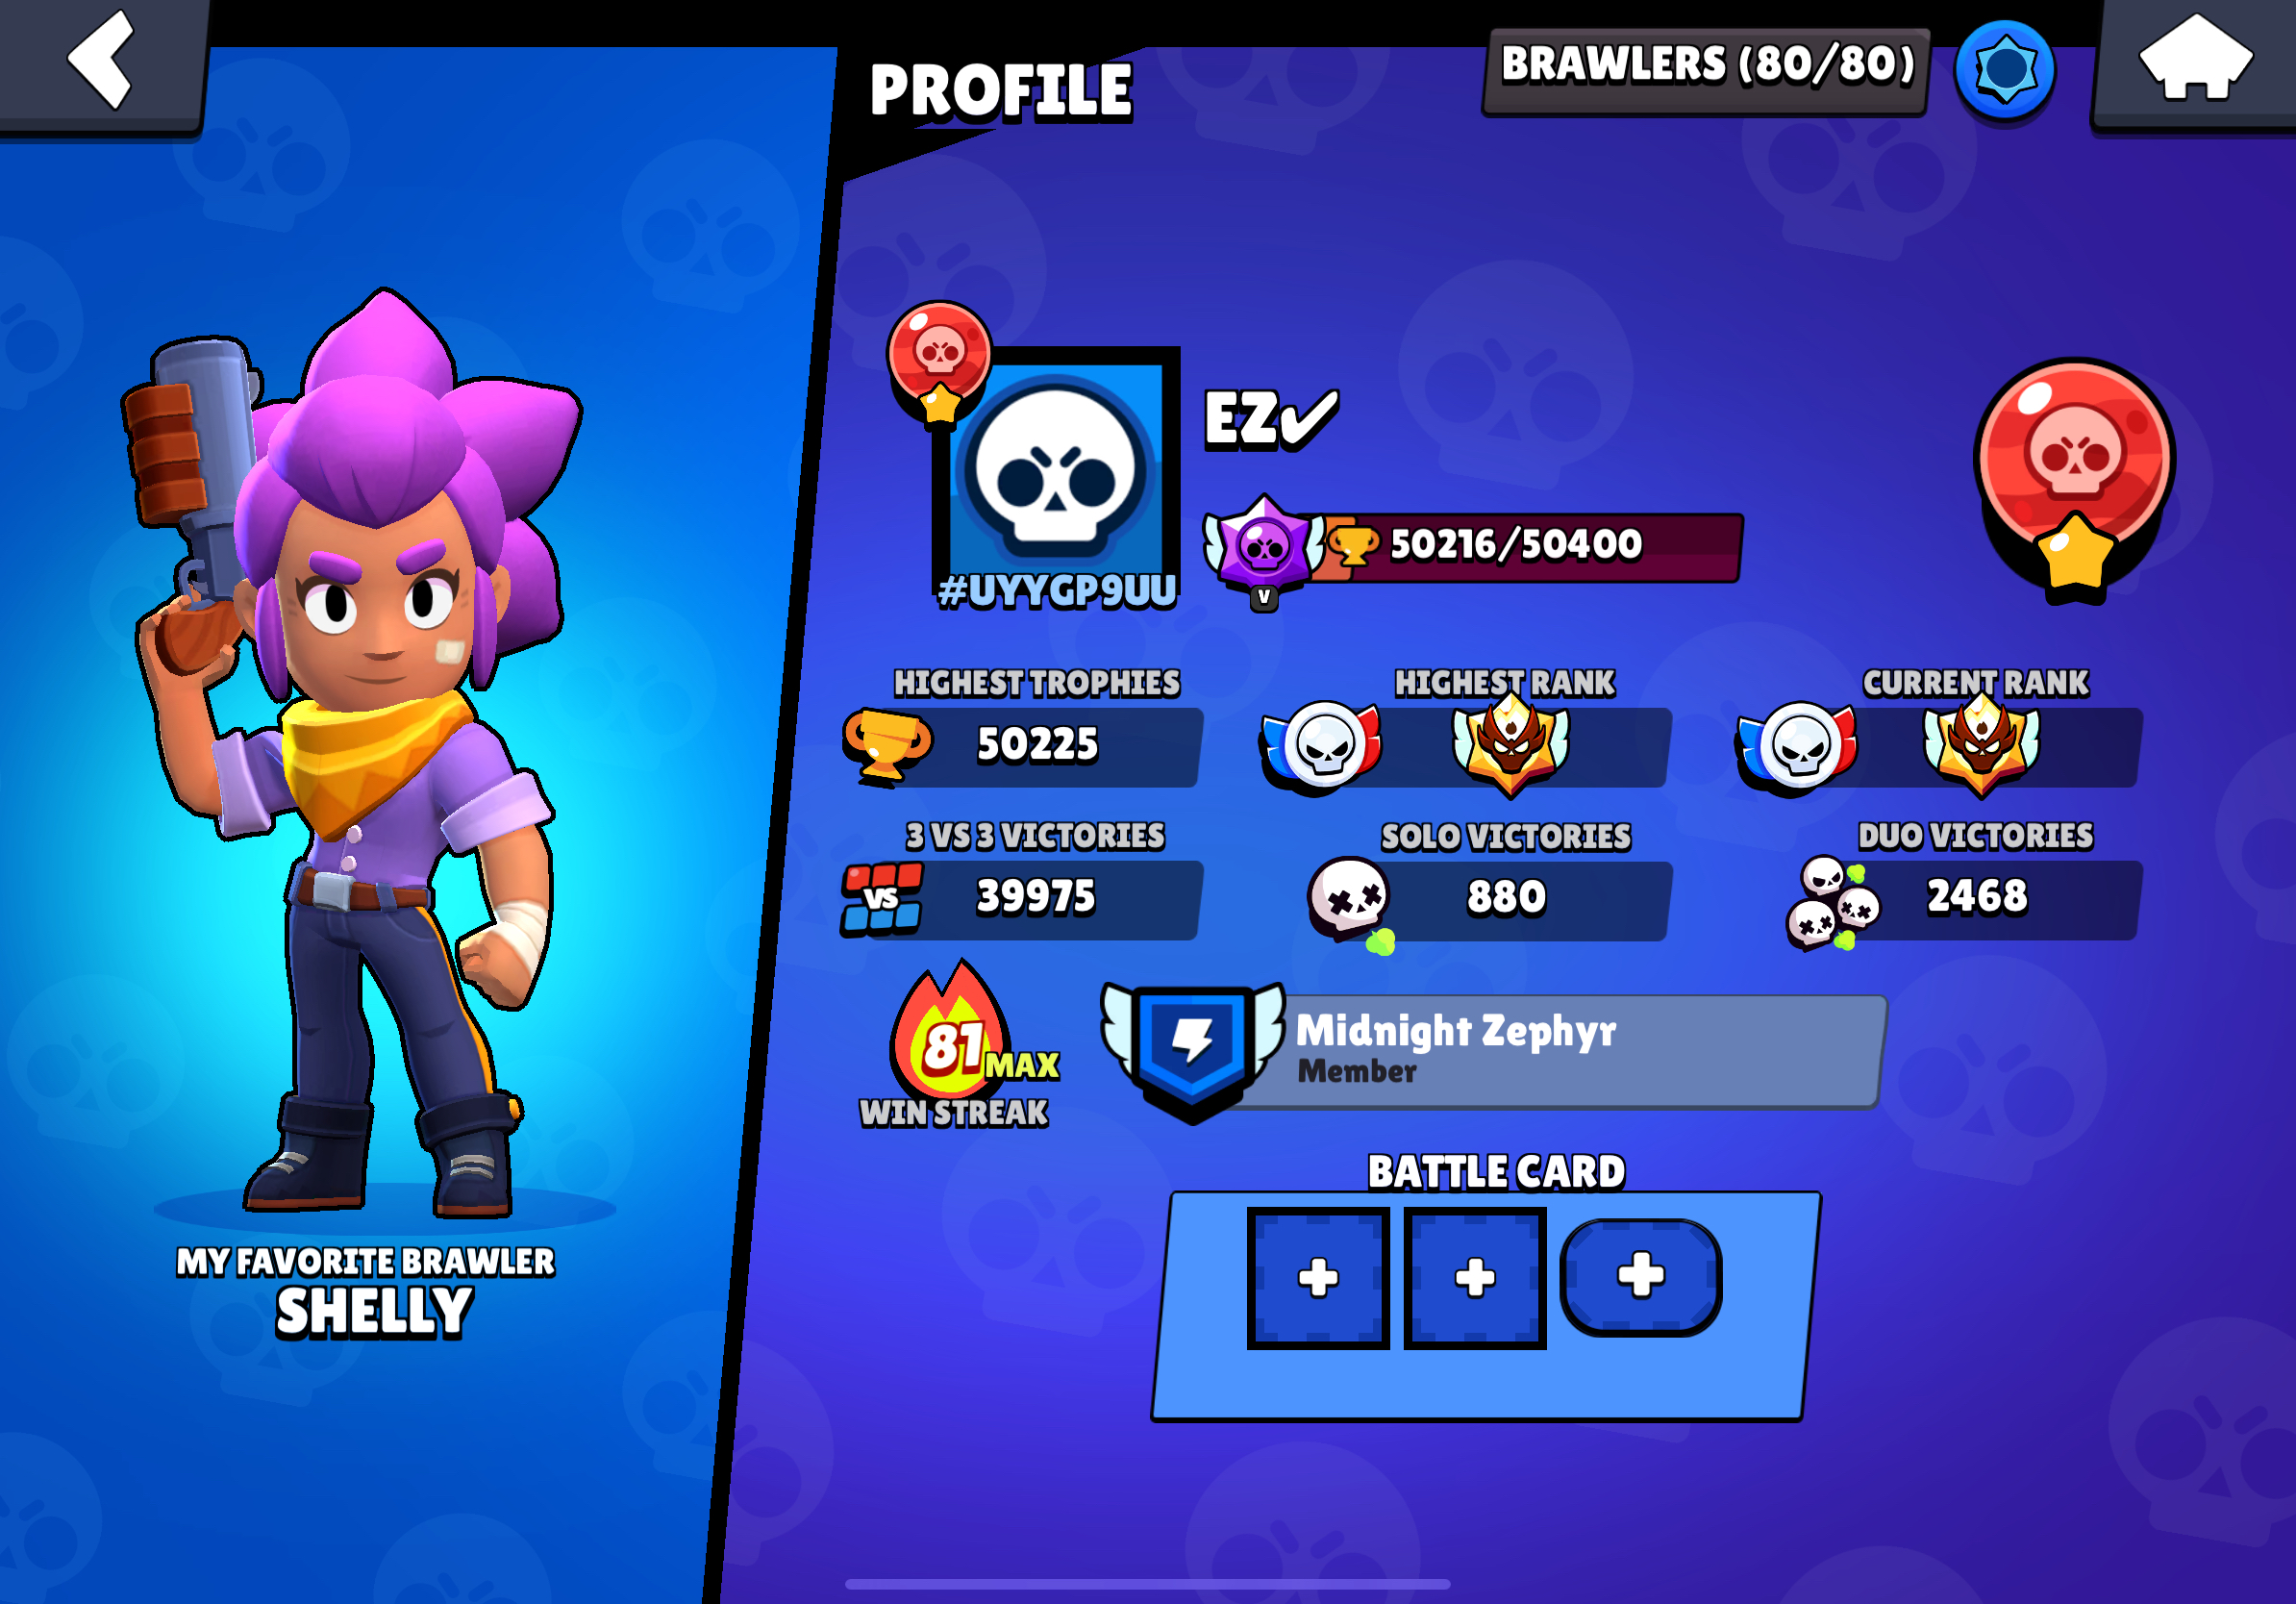 PROFILE
BRAWLERS (80/80)
EZ✔
#UYYGP9UU
50216/50400
V
HIGHEST TROPHIES
50225
HIGHEST RANK
CURRENT RANK
3 VS 3 VICTORIES
VS
39975
SOLO VICTORIES
880
DUO VICTORIES
2468
81 MAX
WIN STREAK
Midnight Zephyr
Member
BATTLE CARD
MY FAVORITE BRAWLER
SHELLY